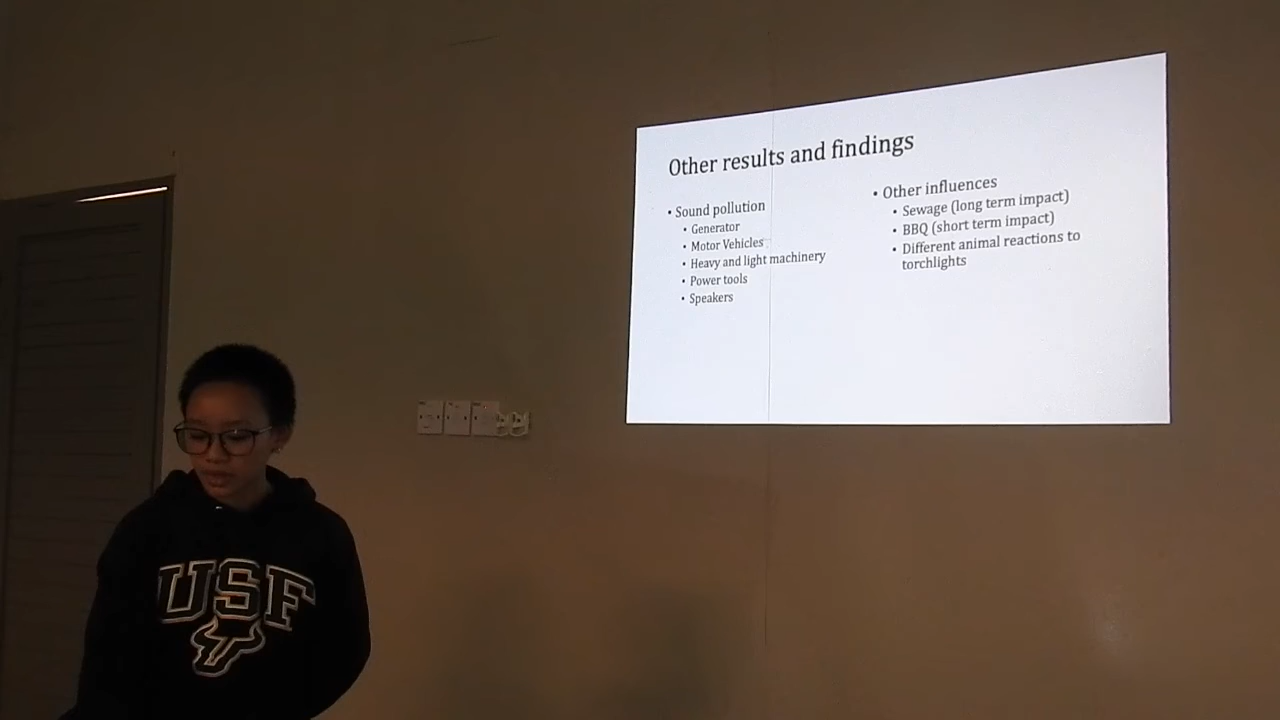 Other results and findings
• Sound pollution
• Generator
• Motor Vehicles
• Heavy and light machinery
• Power tools
• Speakers
• Other influences
• Sewage (long term impact)
• BBQ (short term impact)
• Different animal reactions to
torchlights
USF